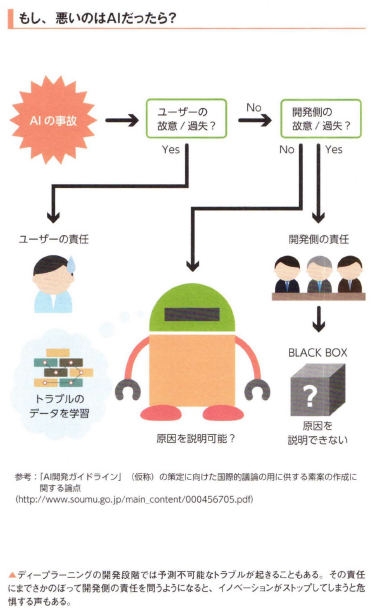 もし、悪いのはAIだったら?
AI の事故
ユーザーの
故意 / 過失?
No
開発側の
故意 / 過失?
Yes
No
Yes
ユーザーの責任
開発側の責任
トラブルの
データを学習
原因を説明可能?
BLACK BOX
?
原因を
説明できない
参考:「AI開発ガイドライン」(仮称)の策定に向けた国際的議論の用に供する素案の作成に
関する論点
(http://www.soumu.go.jp/main_content/000456705.pdf)
▲ディープラーニングの開発段階では予測不可能なトラブルが起きることもある。その責任
にまでさかのぼって開発側の責任を問うようになると、イノベーションがストップしてしまうと危
惧する声もある。